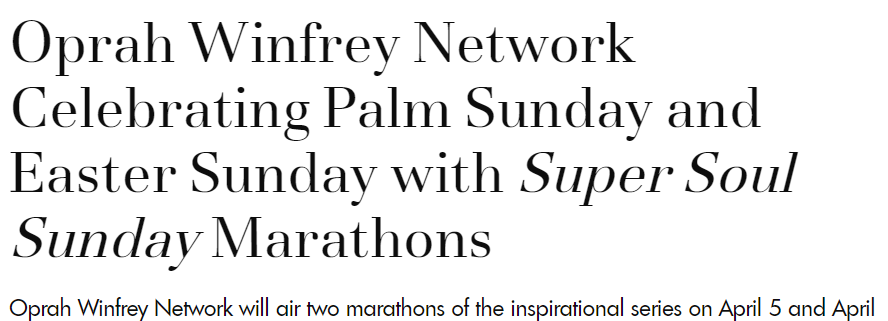 Oprah Winfrey Network
Celebrating Palm Sunday and
Easter Sunday with Super Soul
Sunday Marathons
Oprah Winfrey Network will air two marathons of the inspirational series on April 5 and April